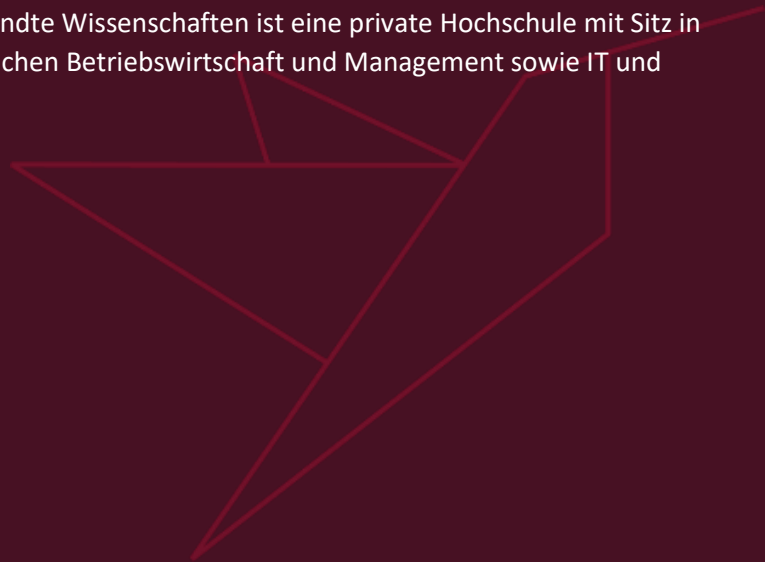 ndte Wissenschaften ist eine private Hochschule mit Sitz in
chen Betriebswirtschaft und Management sowie IT und